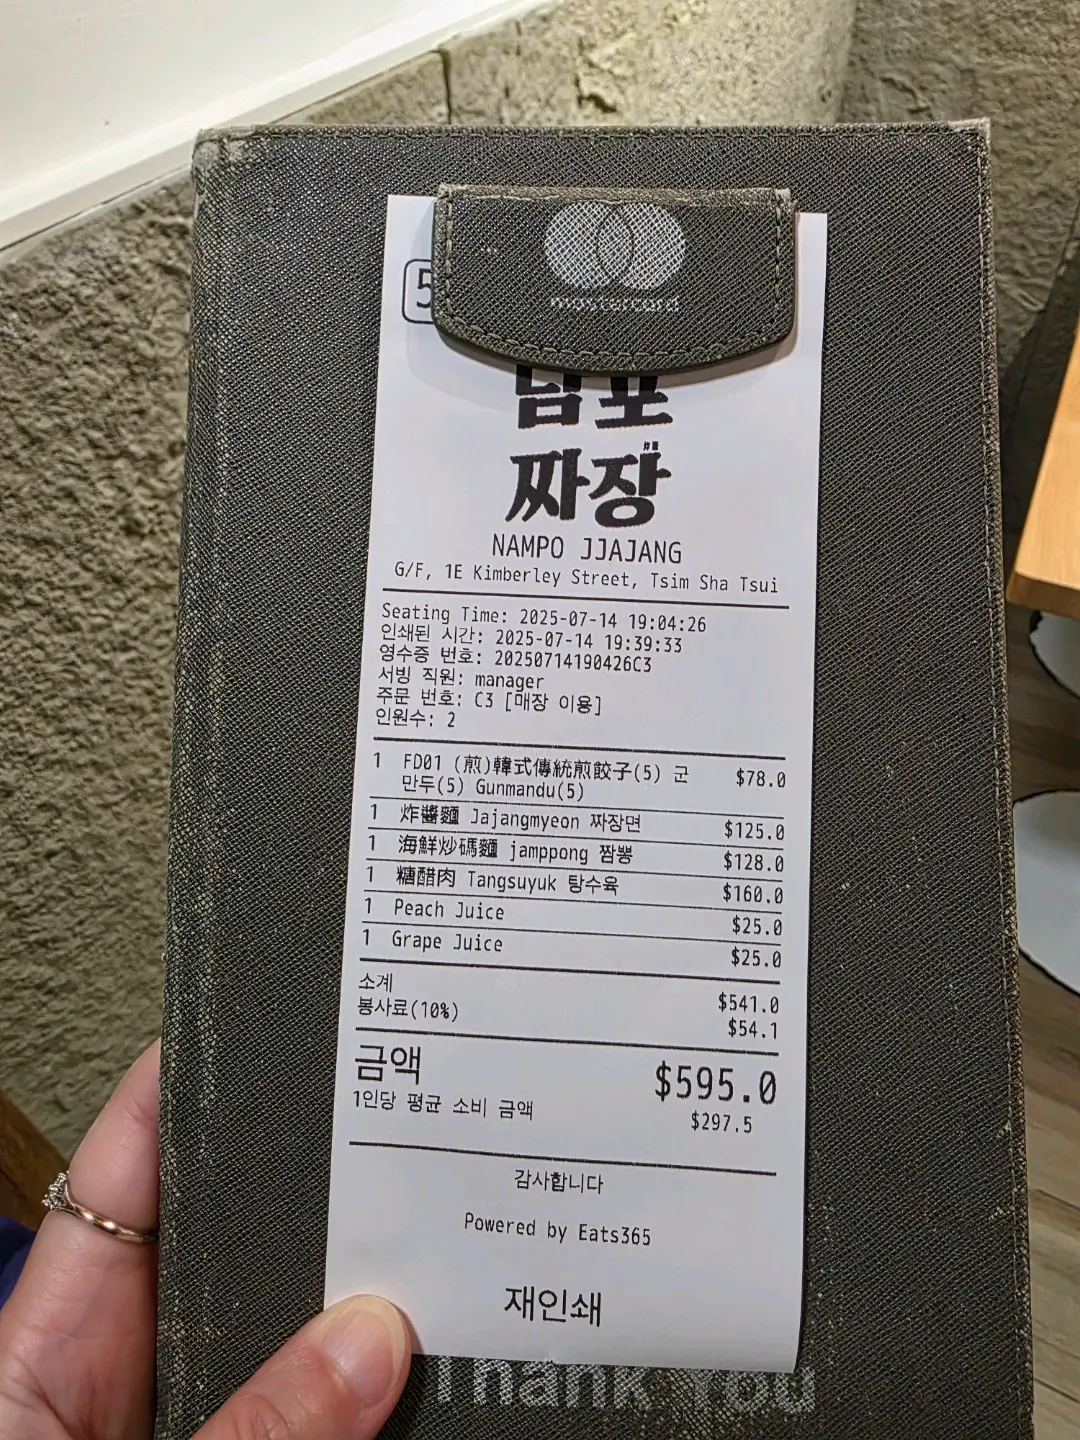 mastercard
5
남포
짜장
NAMPO JJAJANG
G/F, 1E Kimberley Street, Tsim Sha Tsui
Seating Time: 2025-07-14 19:04:26
인쇄된 시간: 2025-07-14 19:39:33
영수증 번호: 20250714190426C3
서빙 직원: manager
주문 번호: C3 [매장 이용]
인원수: 2
1 FD01 (煎)韓式傳統煎餃子(5) 군 $78.0
만두(5) Gunmandu(5)
1 炸醬麵 Jajangmyeon 짜장면 $125.0
1 海鮮炒碼麵 jamppong 짬뽕 $128.0
1 糖醋肉 Tangsuyuk 탕수육 $160.0
1 Peach Juice $25.0
1 Grape Juice $25.0
소계 $541.0
봉사료(10%) $54.1
금액 $595.0
1인당 평균 소비 금액 $297.5
감사합니다
Powered by Eats365
재인쇄
Thank You